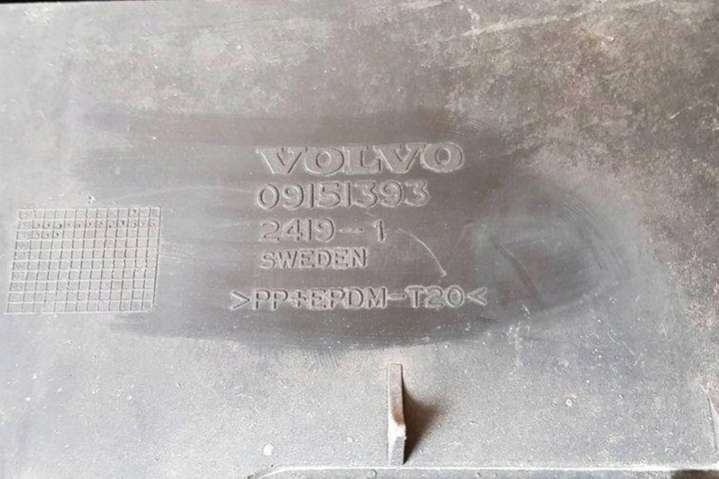 VOLVO
09151393
2419-1
SWEDEN
>PP+EPDM-T20<